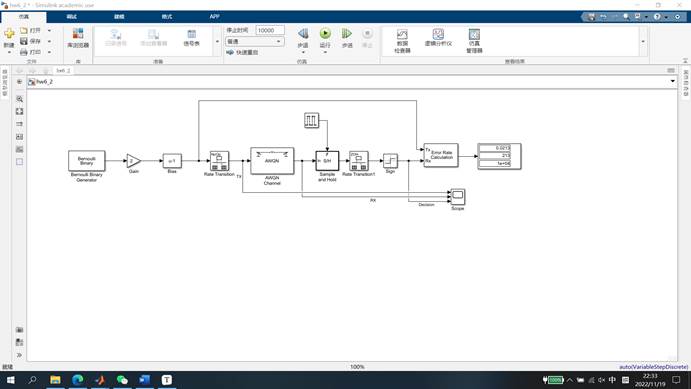 hw6_2 * - Simulink academic use
仿真 调试 建模 格式 APP
新建
打开
保存
打印
库浏览器
记录信号
添加查看器
信号表
停止时间 10000
普通
快速重启
步退
运行
步进
停止
数据检查器
逻辑分析仪
仿真管理器
文件 库 准备 仿真 查看结果
hw6_2
hw6_2
Bernoulli
Binary
Bernoulli Binary
Generator
2
Gain
u-1
Bias
Rate Transition
TX
AWGN
AWGN
Channel
In
S/H
Sample
and Hold
Rate Transition1
Sign
Tx
Rx
Error Rate
Calculation
0.0213
213
1e+04
RX
Decision
Scope
就绪 100% auto(VariableStepDiscrete)
100%
中
22:33
2022/11/19